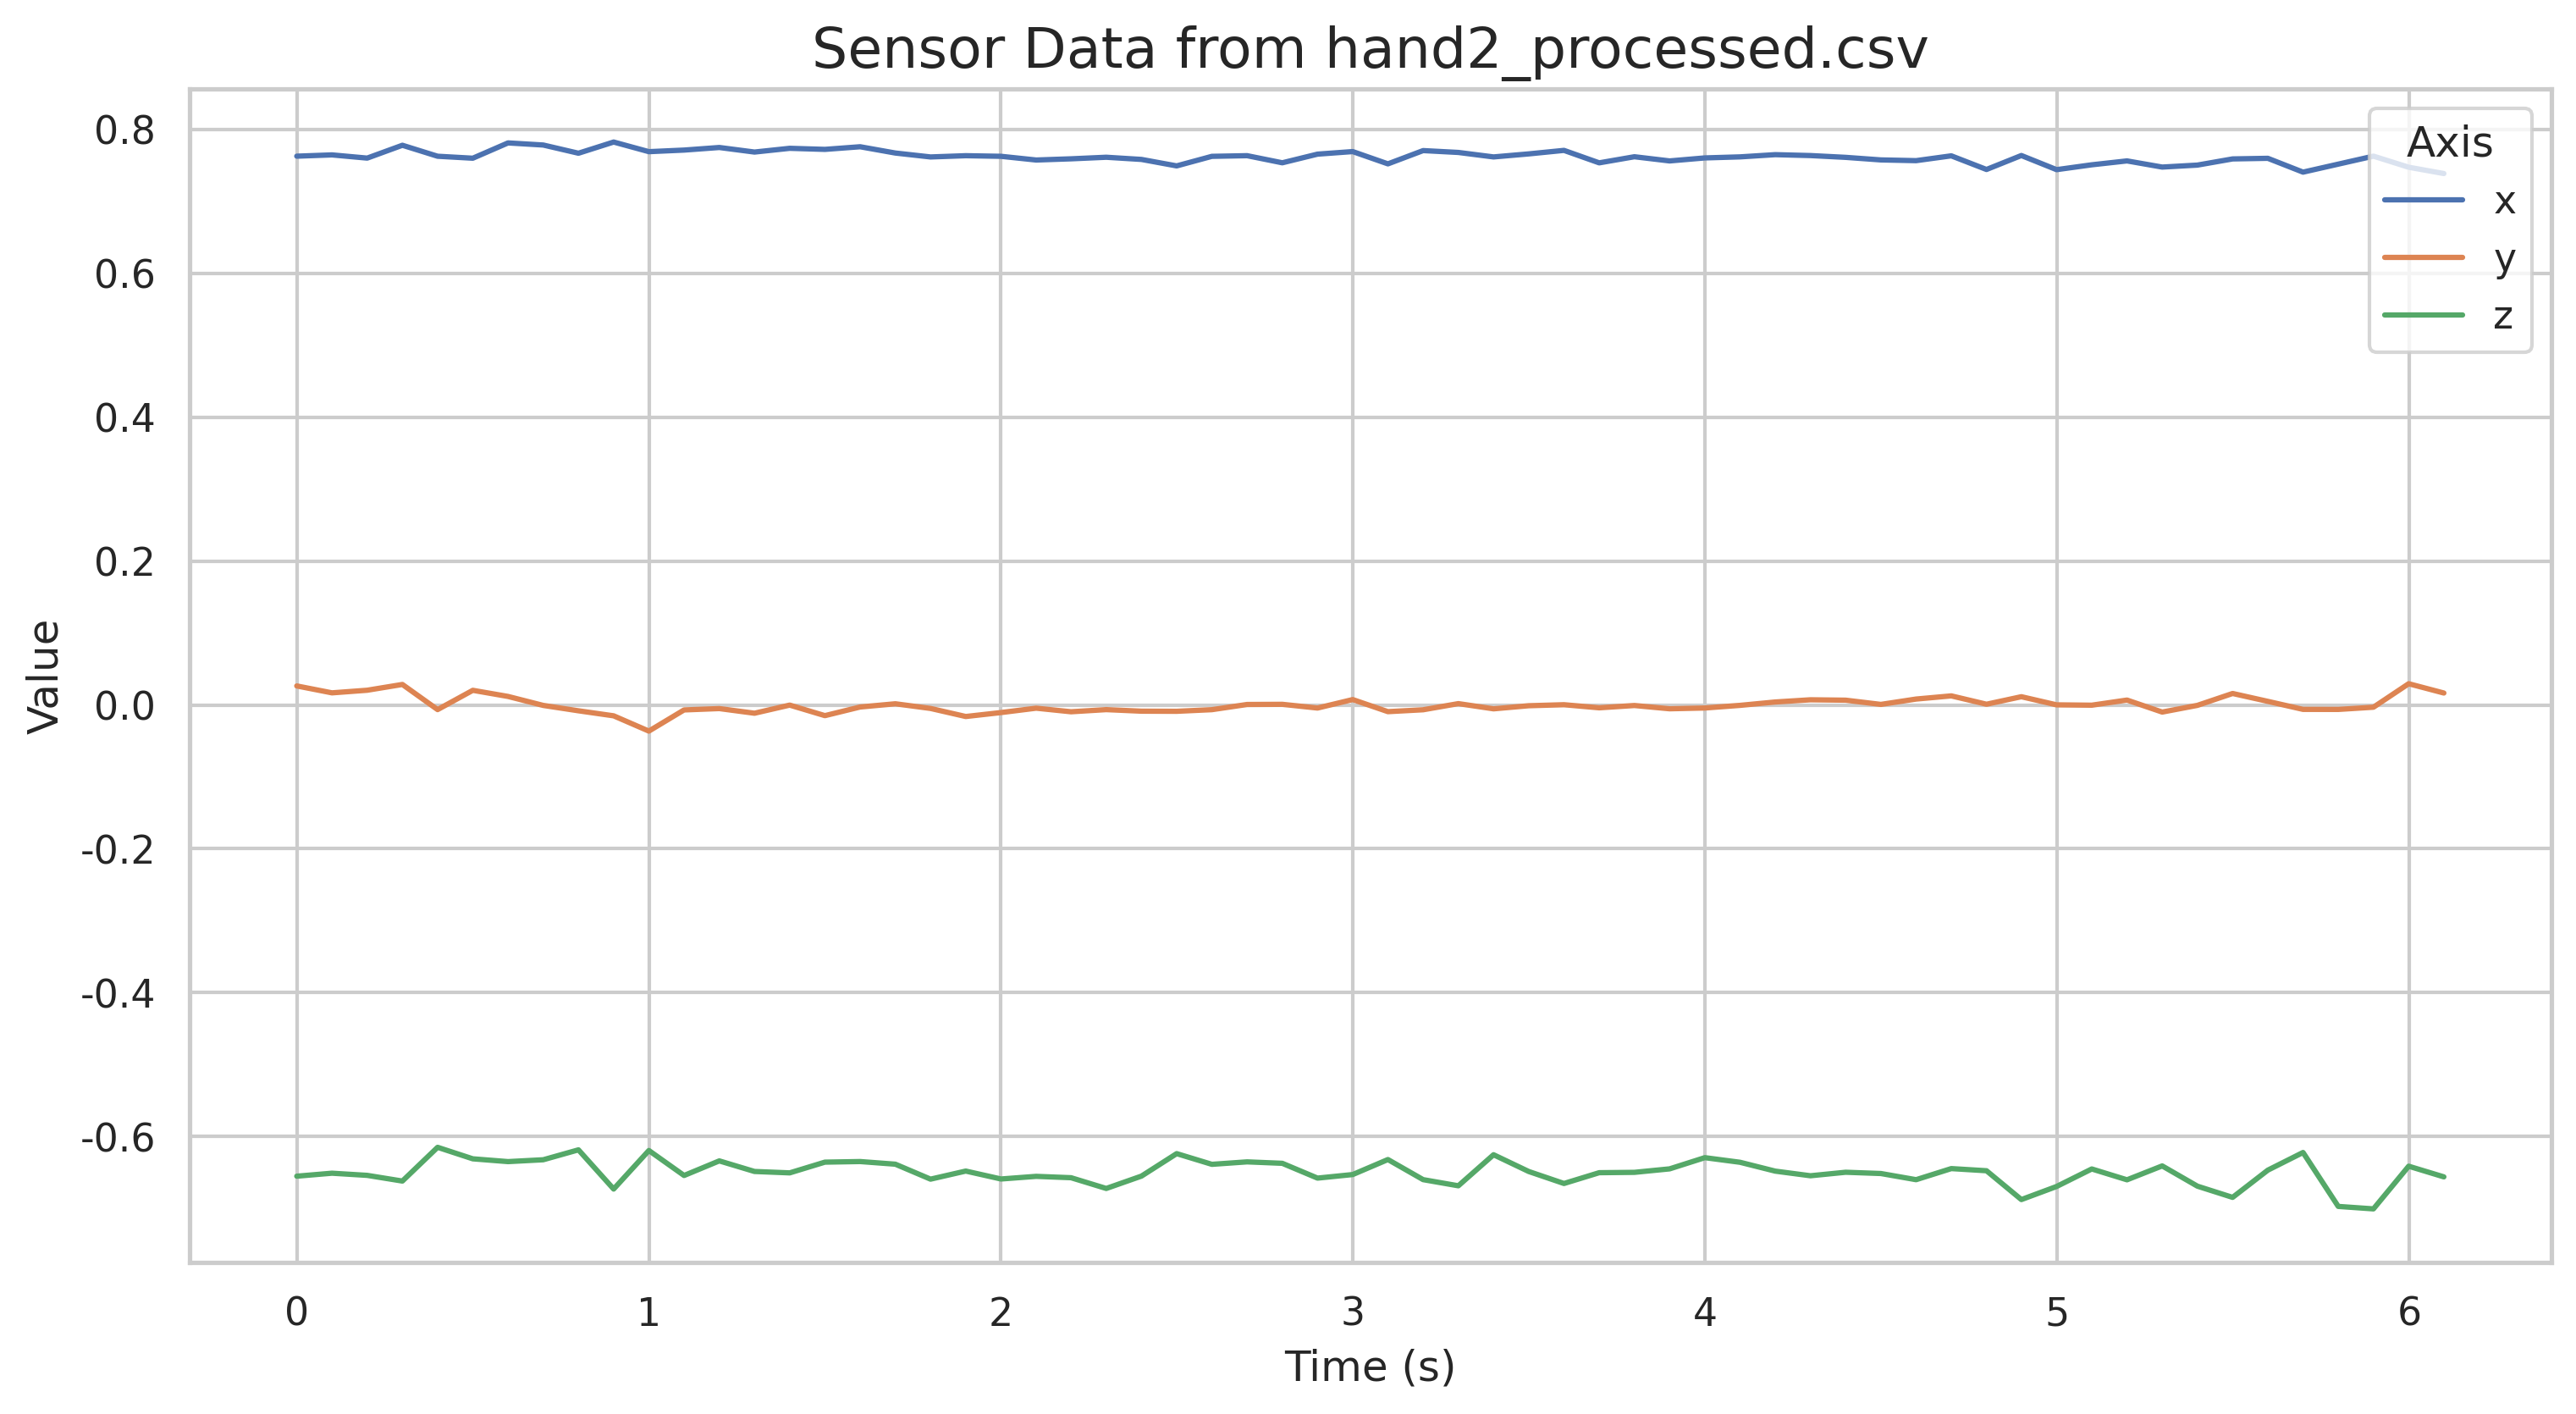 Sensor Data from hand2_processed.csv
Axis
x
y
z
0.8
0.6
0.4
0.2
0.0
-0.2
-0.4
-0.6
Value
0 1 2 3 4 5 6
Time (s)